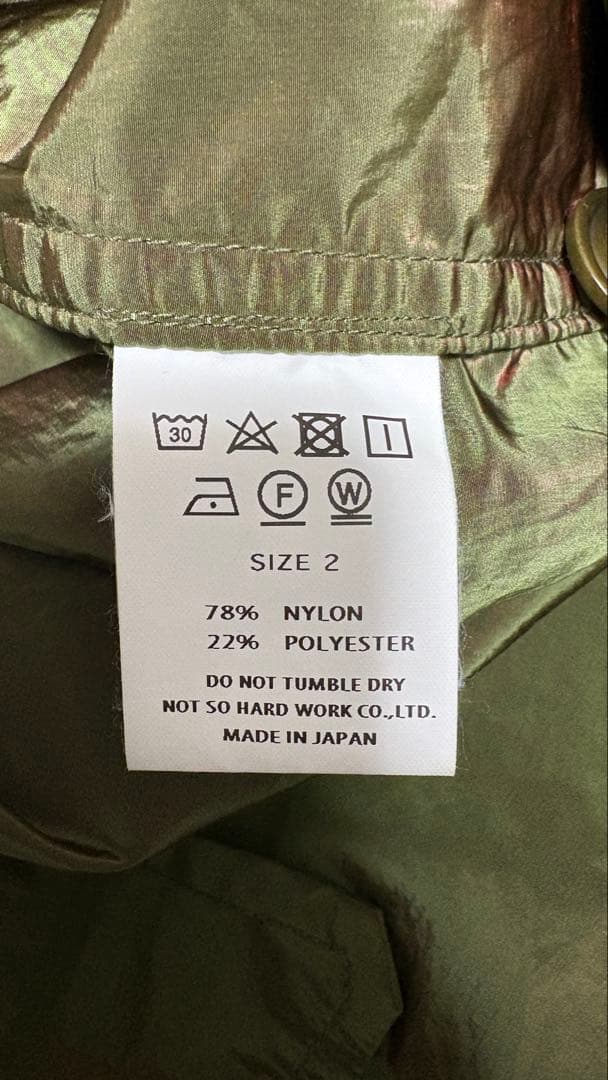 30
F W
SIZE 2
78% NYLON
22% POLYESTER
DO NOT TUMBLE DRY
NOT SO HARD WORK CO.,LTD.
MADE IN JAPAN